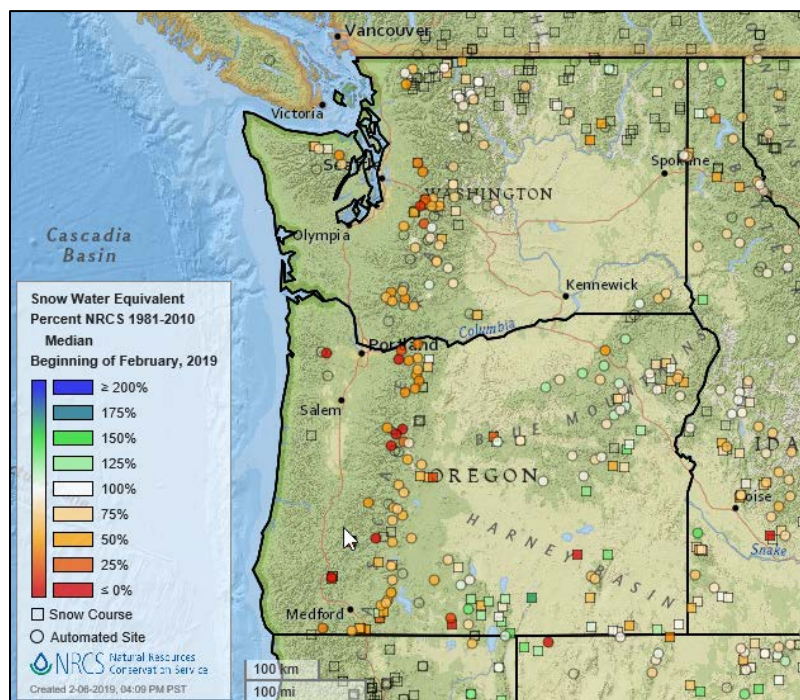 Vancouver
Victoria
Spokane
WASHINGTON
Cascadia
Basin
Olympia
Kennewick
Columbia
Portland
Salem
BLUE MOUNTAINS
OREGON
HARNEY BASIN
Snake
Medford
Snow Water Equivalent
Percent NRCS 1981-2010
Median
Beginning of February, 2019
≥ 200%
175%
150%
125%
100%
75%
50%
25%
≤ 0%
Snow Course
Automated Site
NRCS Natural Resources
Conservation Service
Created 2-06-2019, 04:09 PM PST
100 km
100 mi